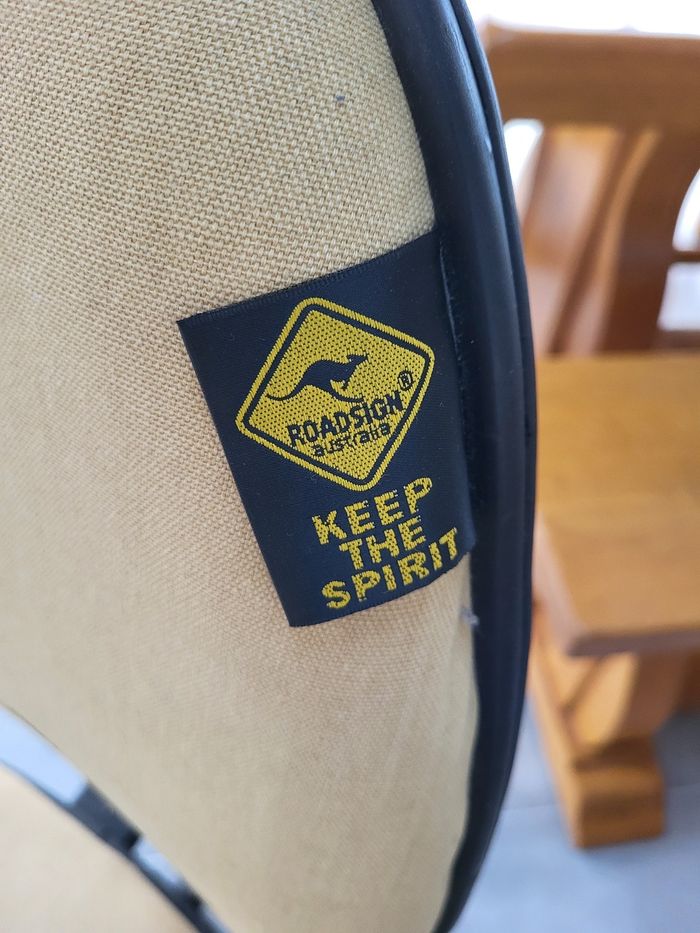 ROADSIGN®
australia
KEEP
THE
SPIRIT